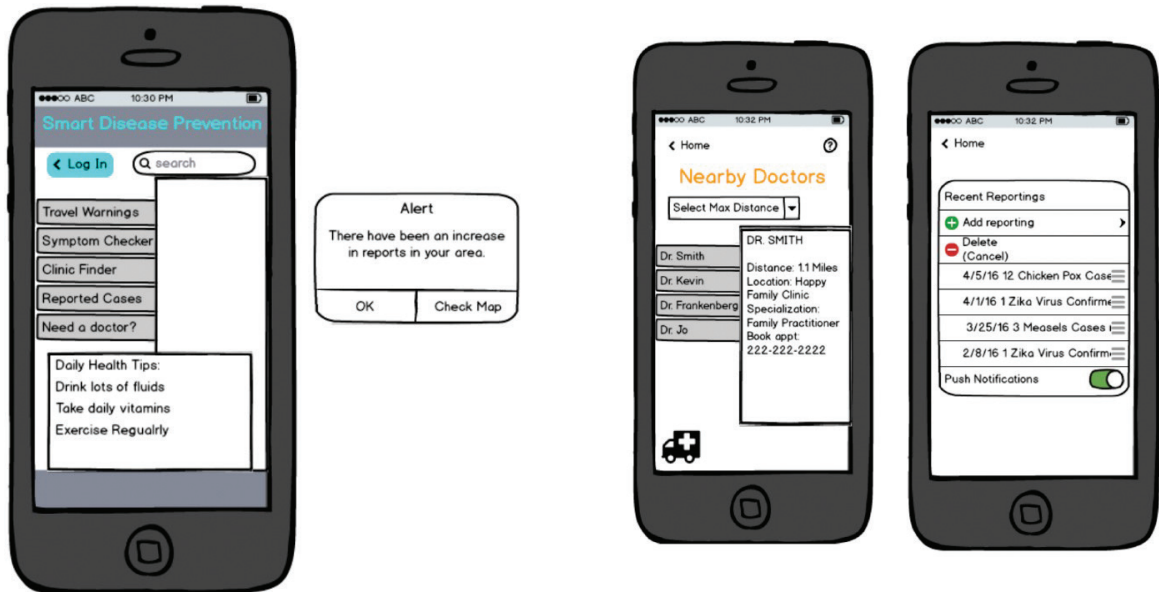 ABC 10:30 PM
Smart Disease Prevention
Log In
search
Travel Warnings
Symptom Checker
Clinic Finder
Reported Cases
Need a doctor?
Daily Health Tips:
Drink lots of fluids
Take daily vitamins
Exercise Regualrly
Alert
There have been an increase
in reports in your area.
OK
Check Map
ABC 10:32 PM
Home
?
Nearby Doctors
Select Max Distance
Dr. Smith
Dr. Kevin
Dr. Frankenberg
Dr. Jo
DR. SMITH
Distance: 1.1 Miles
Location: Happy
Family Clinic
Specialization:
Family Practitioner
Book appt:
222-222-2222
ABC 10:32 PM
Home
Recent Reportings
Add reporting
Delete
(Cancel)
4/5/16 12 Chicken Pox Case
4/1/16 1 Zika Virus Confirme
3/25/16 3 Measels Cases
2/8/16 1 Zika Virus Confirm
Push Notifications